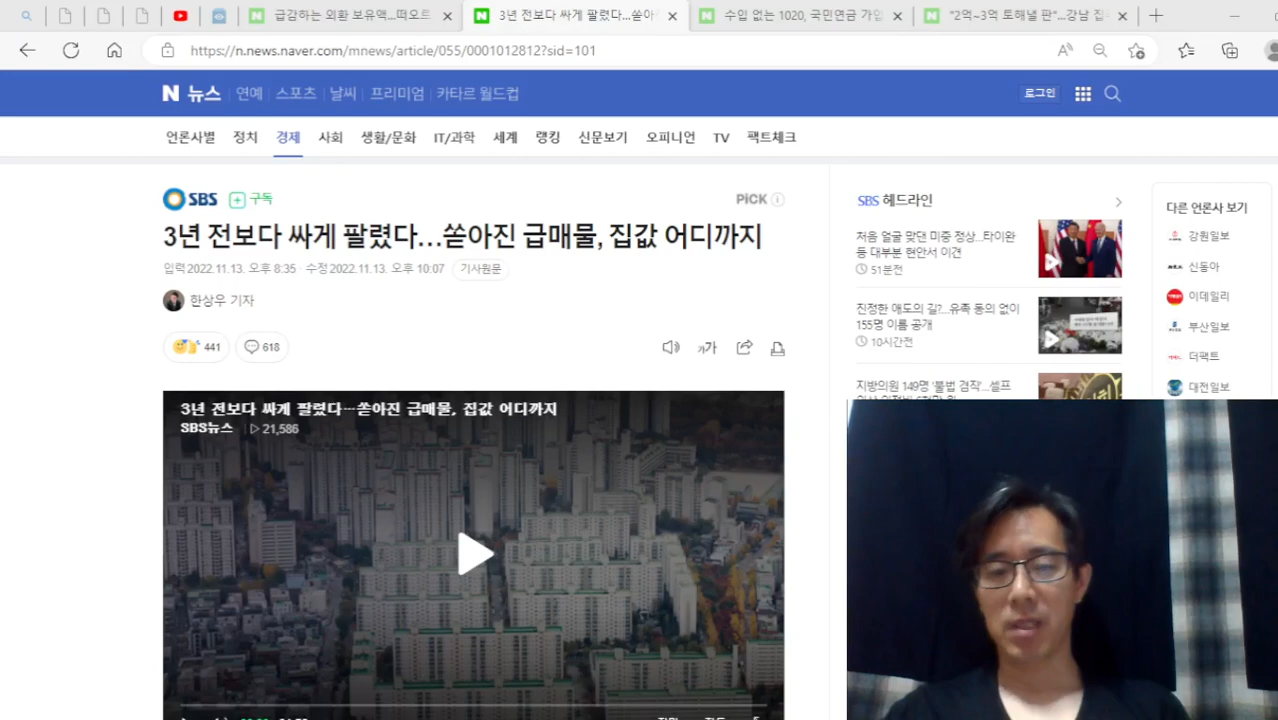 급감하는 외환 보유액...떠오르
3년 전보다 싸게 팔렸다...쏟아
수입 없는 1020, 국민연금 가입
"2억~3억 토해낼 판"...강남 집
https://n.news.naver.com/mnews/article/055/0001012812?sid=101
N 뉴스 연예 스포츠 날씨 프리미엄 카타르 월드컵 로그인
언론사별 정치 경제 사회 생활/문화 IT/과학 세계 랭킹 신문보기 오피니언 TV 팩트체크
SBS 구독 PiCK
3년 전보다 싸게 팔렸다...쏟아진 급매물, 집값 어디까지
입력 2022.11.13. 오후 8:35 수정 2022.11.13. 오후 10:07 기사원문
한상우 기자
441 618 가가
3년 전보다 싸게 팔렸다…쏟아진 급매물, 집값 어디까지
SBS뉴스 21,586
SBS 헤드라인
처음 얼굴 맞댄 미중 정상...타이완
등 대부분 현안서 이견
51분전
진정한 애도의 길?...유족 동의 없이
155명 이름 공개
10시간전
지방의원 149명 '불법 겸직'...셀프
다른 언론사 보기
강원일보
신동아
이데일리
부산일보
더팩트
대전일보